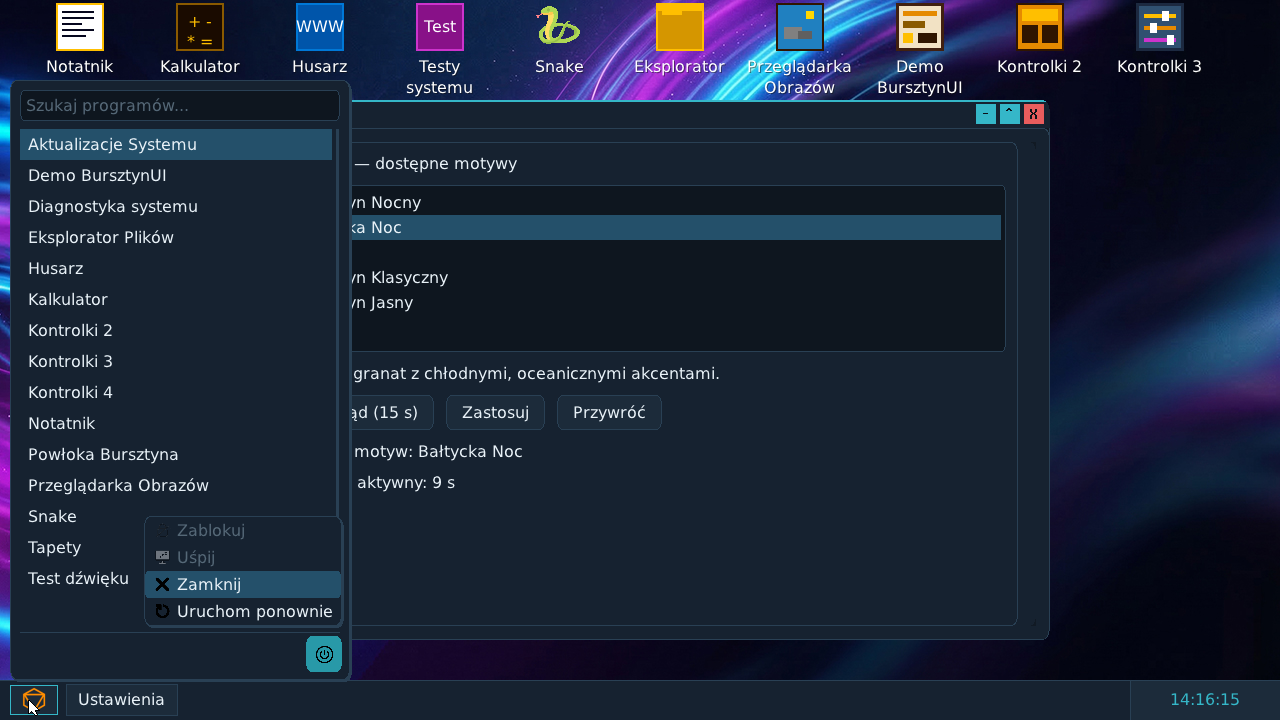 + -
* =
WWW
Test
Notatnik
Kalkulator
Husarz
Testy
systemu
Snake
Eksplorator
Przeglądarka
Obrazów
Demo
BursztynUI
Kontrolki 2
Kontrolki 3
Szukaj programów...
Aktualizacje Systemu
Demo BursztynUI
Diagnostyka systemu
Eksplorator Plików
Husarz
Kalkulator
Kontrolki 2
Kontrolki 3
Kontrolki 4
Notatnik
Powłoka Bursztyna
Przeglądarka Obrazów
Snake
Tapety
Test dźwięku
Zablokuj
Uśpij
Zamknij
Uruchom ponownie
- ^ X
— dostępne motywy
yn Nocny
ka Noc
yn Klasyczny
yn Jasny
granat z chłodnymi, oceanicznymi akcentami.
ąd (15 s)
Zastosuj
Przywróć
motyw: Bałtycka Noc
aktywny: 9 s
Ustawienia
14:16:15